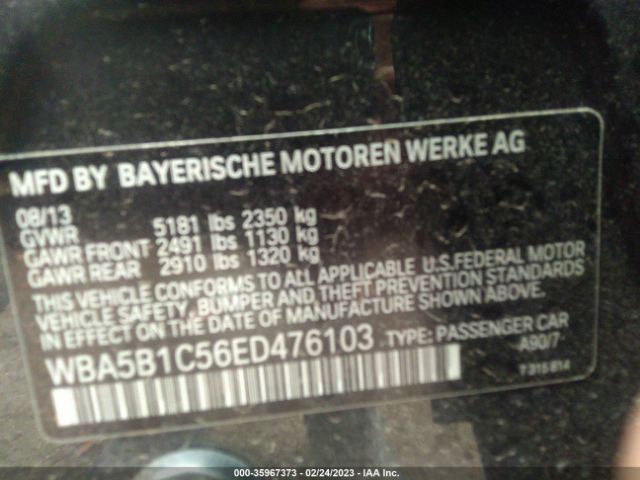 MFD BY BAYERISCHE MOTOREN WERKE AG
08/13
GVWR 5181 lbs 2350 kg
GAWR FRONT 2491 lbs 1130 kg
GAWR REAR 2910 lbs 1320 kg
THIS VEHICLE CONFORMS TO ALL APPLICABLE U.S.FEDERAL MOTOR
VEHICLE SAFETY, BUMPER AND THEFT PREVENTION STANDARDS
IN EFFECT ON THE DATE OF MANUFACTURE SHOWN ABOVE.
WBA5B1C56ED476103 TYPE: PASSENGER CAR
A90/7
7 315 814
000-35967373 - 02/24/2023 - IAA Inc.